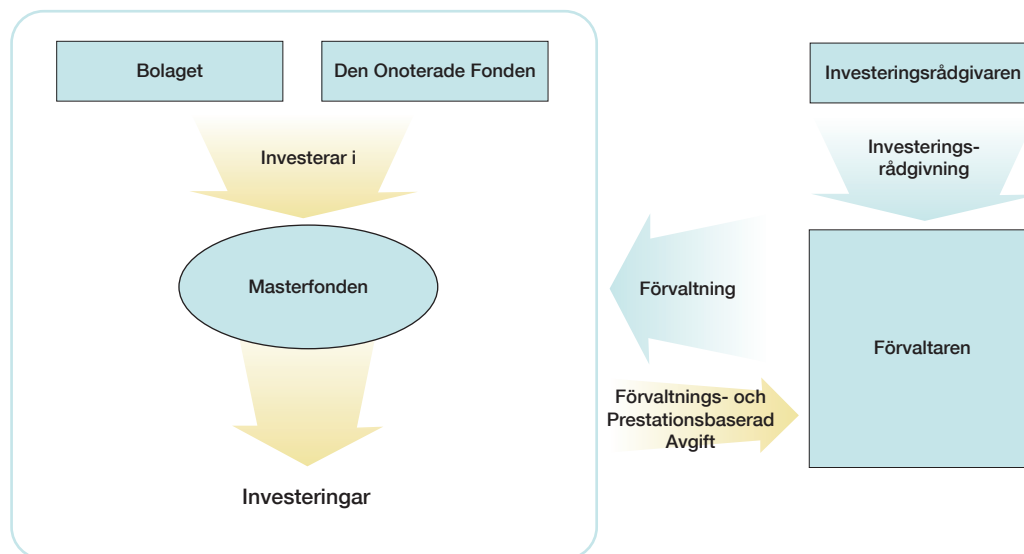 Bolaget
Den Onoterade Fonden
Investeringsrådgivaren
Investerar i
Investerings-
rådgivning
Masterfonden
Förvaltning
Förvaltaren
Förvaltnings- och
Prestationsbaserad
Avgift
Investeringar